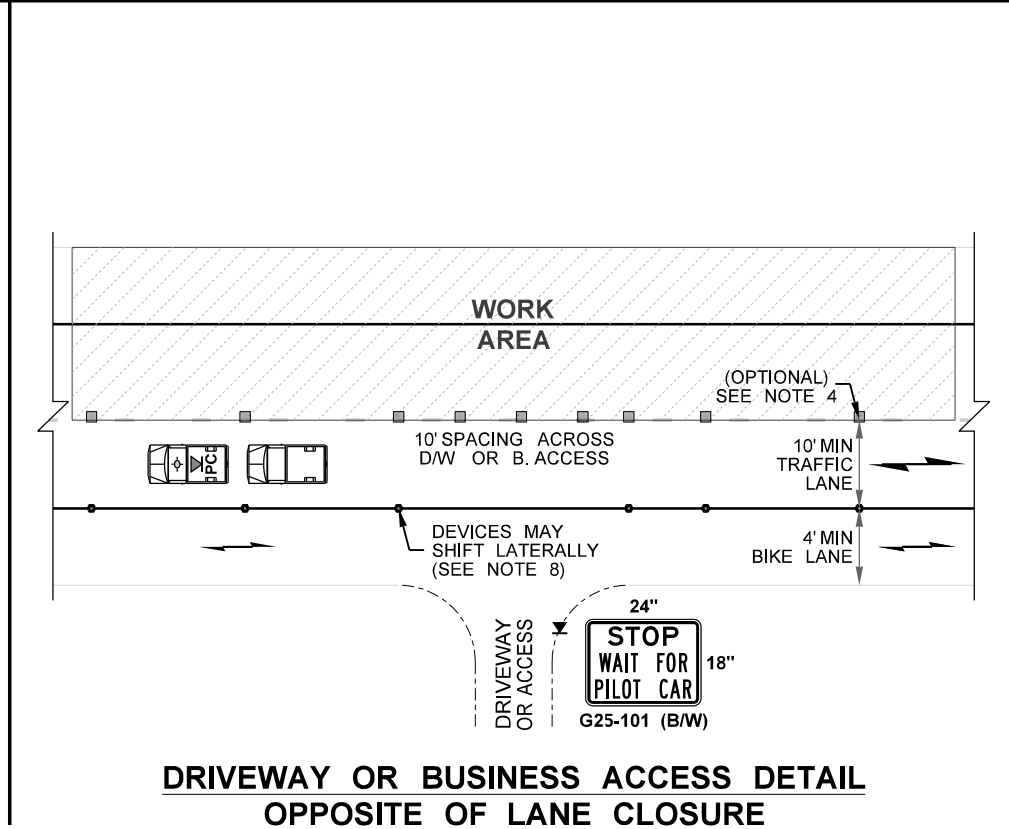 WORK
AREA
(OPTIONAL)
SEE NOTE 4
10' SPACING ACROSS
D/W OR B. ACCESS
10' MIN
TRAFFIC
LANE
PC
DEVICES MAY
SHIFT LATERALLY
(SEE NOTE 8)
4' MIN
BIKE LANE
DRIVEWAY
OR ACCESS
24"
STOP
WAIT FOR
PILOT CAR
18"
G25-101 (B/W)
DRIVEWAY OR BUSINESS ACCESS DETAIL
OPPOSITE OF LANE CLOSURE